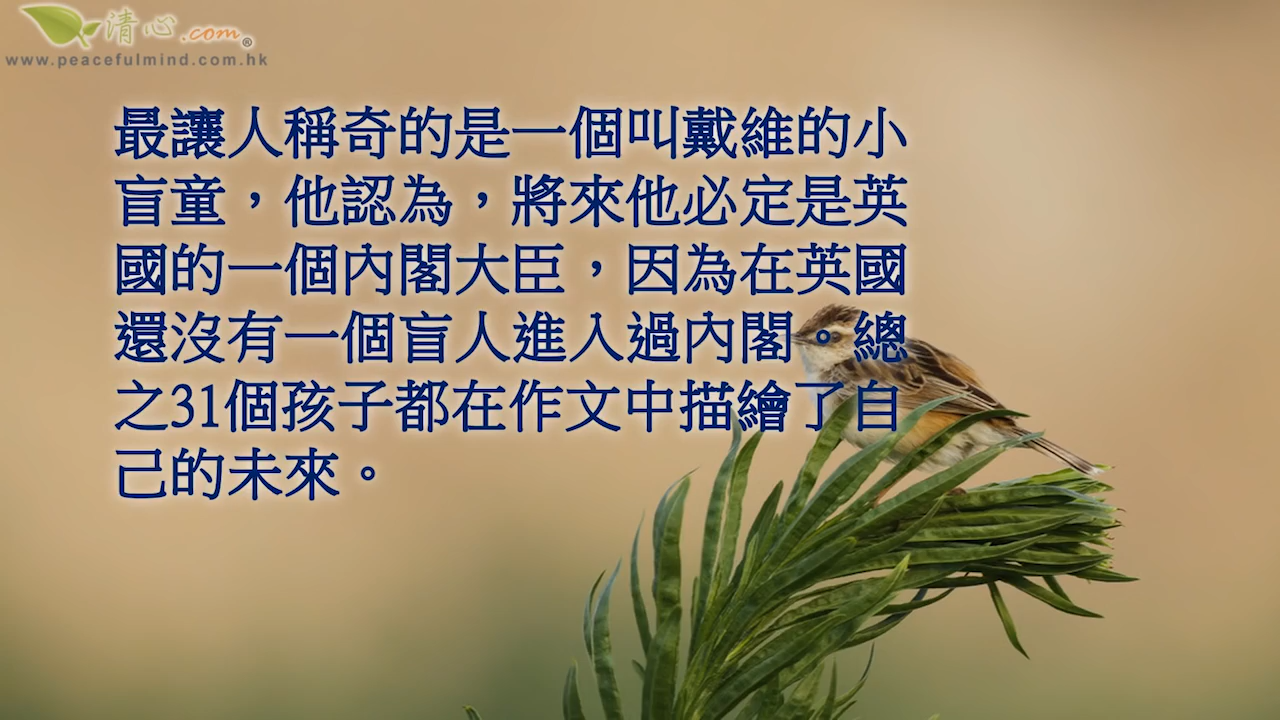 清心.com®
www.peacefulmind.com.hk
最讓人稱奇的是一個叫戴維的小
盲童，他認為，將來他必定是英
國的一個內閣大臣，因為在英國
還沒有一個盲人進入過內閣。總
之31個孩子都在作文中描繪了自
己的未來。